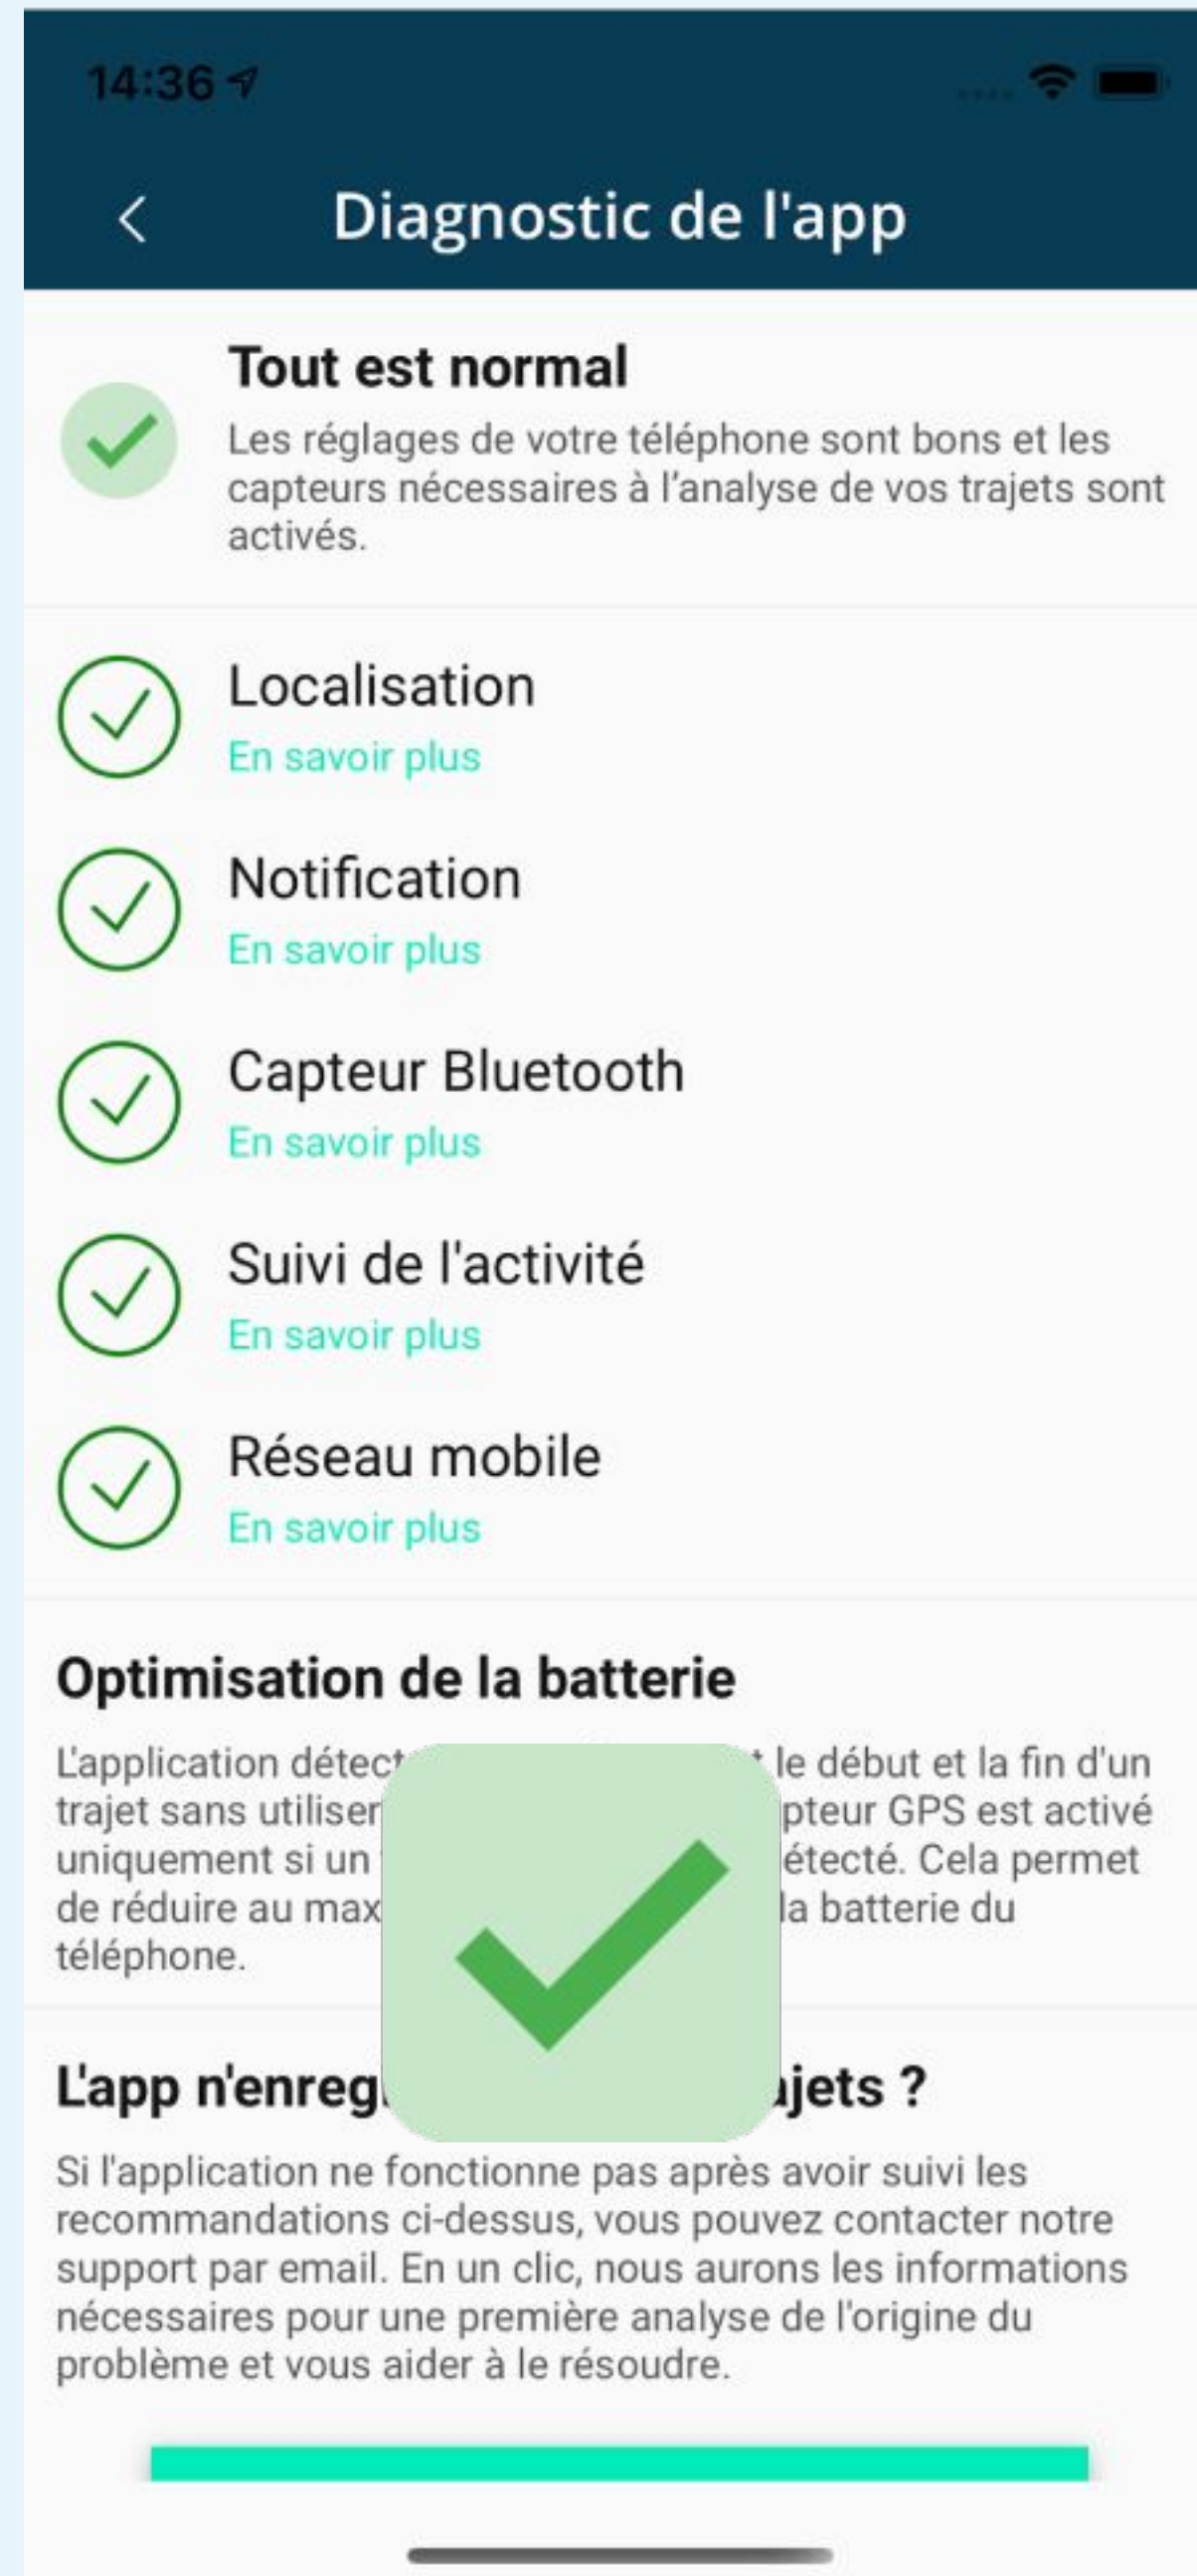 14:36
Diagnostic de l'app
Tout est normal
Les réglages de votre téléphone sont bons et les
capteurs nécessaires à l'analyse de vos trajets sont
activés.
Localisation
En savoir plus
Notification
En savoir plus
Capteur Bluetooth
En savoir plus
Suivi de l'activité
En savoir plus
Réseau mobile
En savoir plus
Optimisation de la batterie
L'application le début et la fin d'un
trajet sans utiliser GPS est activé
uniquement si un Cela permet
de réduire au la batterie du
téléphone.
L'app ?
Si l'application ne fonctionne pas après avoir suivi les
recommandations ci-dessus, vous pouvez contacter notre
support par email. En un clic, nous aurons les informations
nécessaires pour une première analyse de l'origine du
problème et vous aider à le résoudre.